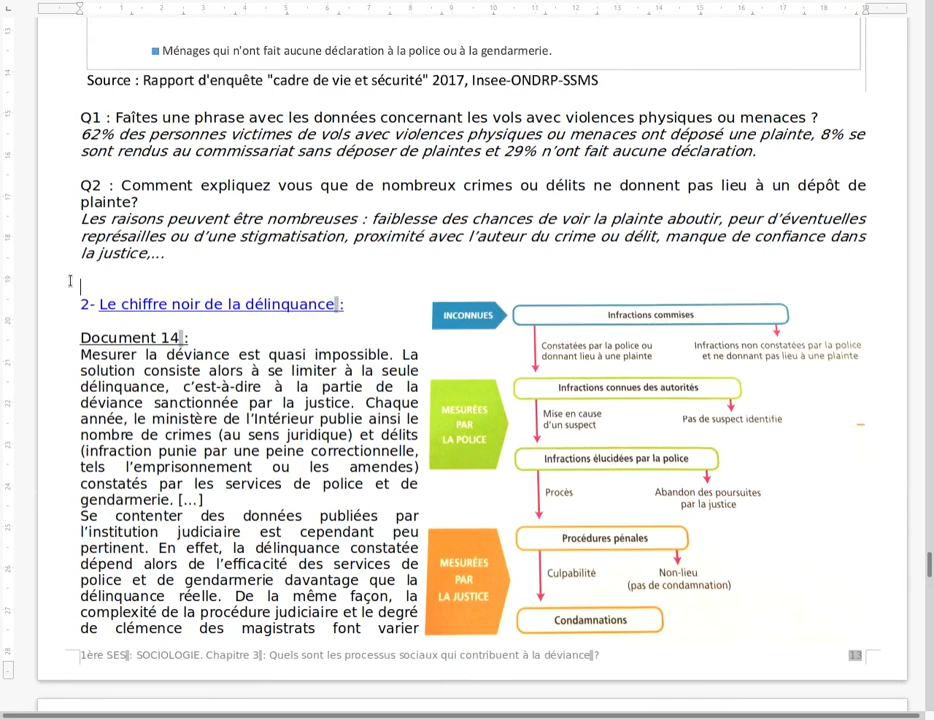 Ménages qui n'ont fait aucune déclaration à la police ou à la gendarmerie.
Source : Rapport d'enquête "cadre de vie et sécurité" 2017, Insee-ONDRP-SSMS
Q1 : Faîtes une phrase avec les données concernant les vols avec violences physiques ou menaces ?
62% des personnes victimes de vols avec violences physiques ou menaces ont déposé une plainte, 8% se
sont rendus au commissariat sans déposer de plaintes et 29% n'ont fait aucune déclaration.
Q2 : Comment expliquez vous que de nombreux crimes ou délits ne donnent pas lieu à un dépôt de
plainte?
Les raisons peuvent être nombreuses : faiblesse des chances de voir la plainte aboutir, peur d'éventuelles
représailles ou d'une stigmatisation, proximité avec l'auteur du crime ou délit, manque de confiance dans
la justice,...
2- Le chiffre noir de la délinquance :
Document 14 :
Mesurer la déviance est quasi impossible. La
solution consiste alors à se limiter à la seule
délinquance, c'est-à-dire à la partie de la
déviance sanctionnée par la justice. Chaque
année, le ministère de l'Intérieur publie ainsi le
nombre de crimes (au sens juridique) et délits
(infraction punie par une peine correctionnelle,
tels l'emprisonnement ou les amendes)
constatés par les services de police et de
gendarmerie. [...]
Se contenter des données publiées par
l'institution judiciaire est cependant peu
pertinent. En effet, la délinquance constatée
dépend alors de l'efficacité des services de
police et de gendarmerie davantage que la
délinquance réelle. De la même façon, la
complexité de la procédure judiciaire et le degré
de clémence des magistrats font varier
INCONNUES
Infractions commises
Constatées par la police ou
donnant lieu à une plainte
Infractions non constatées par la police
et ne donnant pas lieu à une plainte
MESURÉES
PAR
LA POLICE
Infractions connues des autorités
Mise en cause
d'un suspect
Pas de suspect identifié
Infractions élucidées par la police
Procès
Abandon des poursuites
par la justice
MESURÉES
PAR
LA JUSTICE
Procédures pénales
Culpabilité
Non-lieu
(pas de condamnation)
Condamnations
1ère SES : SOCIOLOGIE. Chapitre 3 : Quels sont les processus sociaux qui contribuent à la déviance ?
13